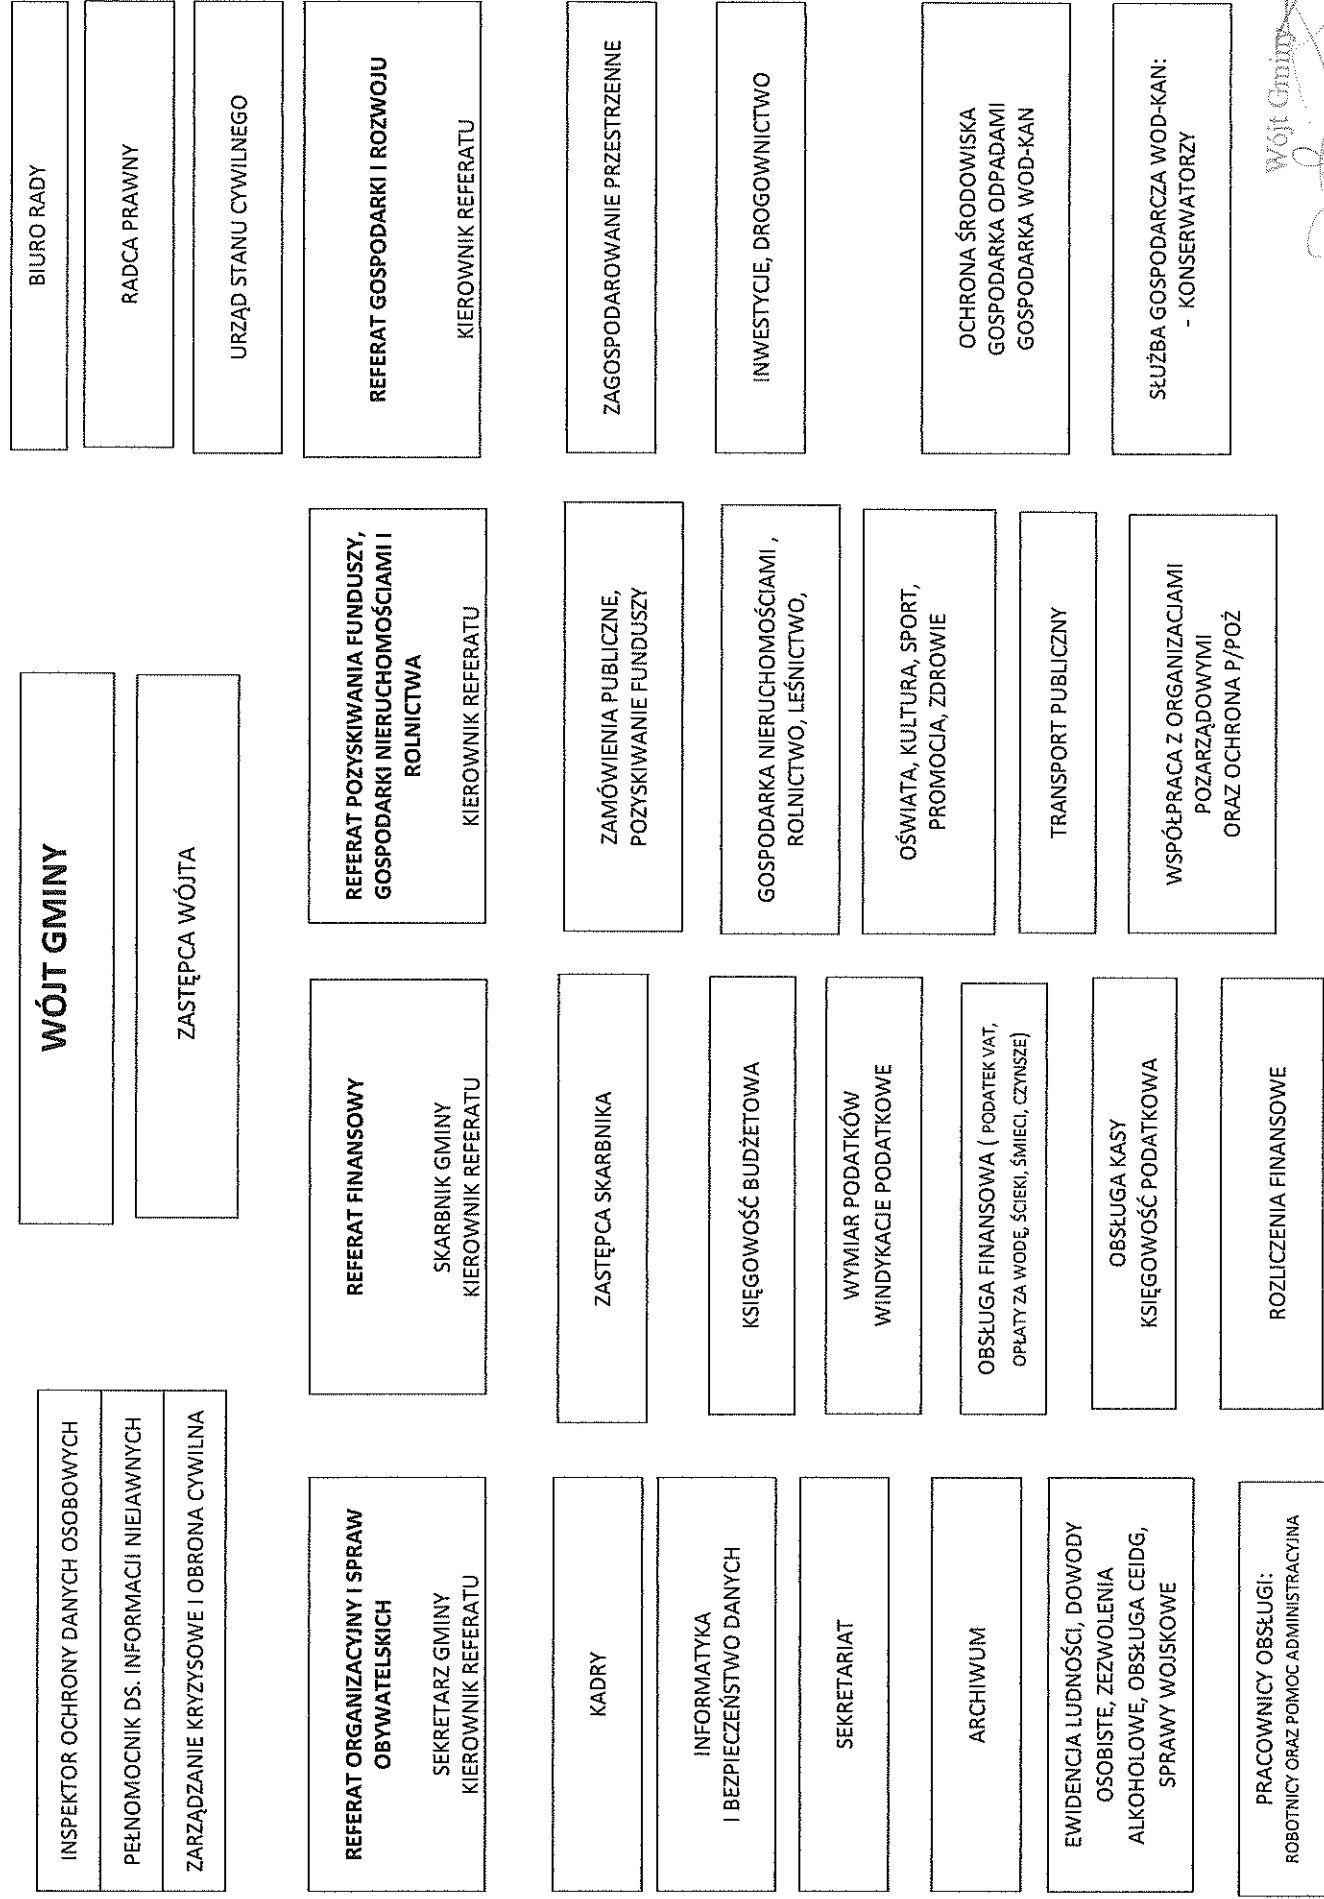 WÓJT GMINY
ZASTĘPCA WÓJTA
INSPEKTOR OCHRONY DANYCH OSOBOWYCH
PEŁNOMOCNIK DS. INFORMACJI NIEJAWNYCH
ZARZĄDZANIE KRYZYSOWE I OBRONA CYWILNA
BIURO RADY
RADCA PRAWNY
URZĄD STANU CYWILNEGO
REFERAT ORGANIZACYJNY I SPRAW
OBYWATELSKICH
SEKRETARZ GMINY
KIEROWNIK REFERATU
KADRY
INFORMATYKA
I BEZPIECZEŃSTWO DANYCH
SEKRETARIAT
ARCHIWUM
EWIDENCJA LUDNOŚCI, DOWODY
OSOBISTE, ZEZWOLENIA
ALKOHOLOWE, OBSŁUGA CEIDG,
SPRAWY WOJSKOWE
PRACOWNICY OBSŁUGI:
ROBOTNICY ORAZ POMOC ADMINISTRACYJNA
REFERAT FINANSOWY
SKARBNIK GMINY
KIEROWNIK REFERATU
ZASTĘPCA SKARBNIKA
KSIĘGOWOŚĆ BUDŻETOWA
WYMIAR PODATKÓW
WINDYKACJE PODATKOWE
OBSŁUGA FINANSOWA ( PODATEK VAT,
OPŁATY ZA WODĘ, ŚCIEKI, ŚMIECI, CZYNSZE)
OBSŁUGA KASY
KSIĘGOWOŚĆ PODATKOWA
ROZLICZENIA FINANSOWE
REFERAT POZYSKIWANIA FUNDUSZY,
GOSPODARKI NIERUCHOMOŚCIAMI I
ROLNICTWA
KIEROWNIK REFERATU
ZAMÓWIENIA PUBLICZNE,
POZYSKIWANIE FUNDUSZY
GOSPODARKA NIERUCHOMOŚCIAMI ,
ROLNICTWO, LEŚNICTWO,
OŚWIATA, KULTURA, SPORT,
PROMOCJA, ZDROWIE
TRANSPORT PUBLICZNY
WSPÓŁPRACA Z ORGANIZACJAMI
POZARZĄDOWYMI
ORAZ OCHRONA P/POŻ
REFERAT GOSPODARKI I ROZWOJU
KIEROWNIK REFERATU
ZAGOSPODAROWANIE PRZESTRZENNE
INWESTYCJE, DROGOWNICTWO
OCHRONA ŚRODOWISKA
GOSPODARKA ODPADAMI
GOSPODARKA WOD-KAN
SŁUŻBA GOSPODARCZA WOD-KAN:
- KONSERWATORZY
Wójt Gminy